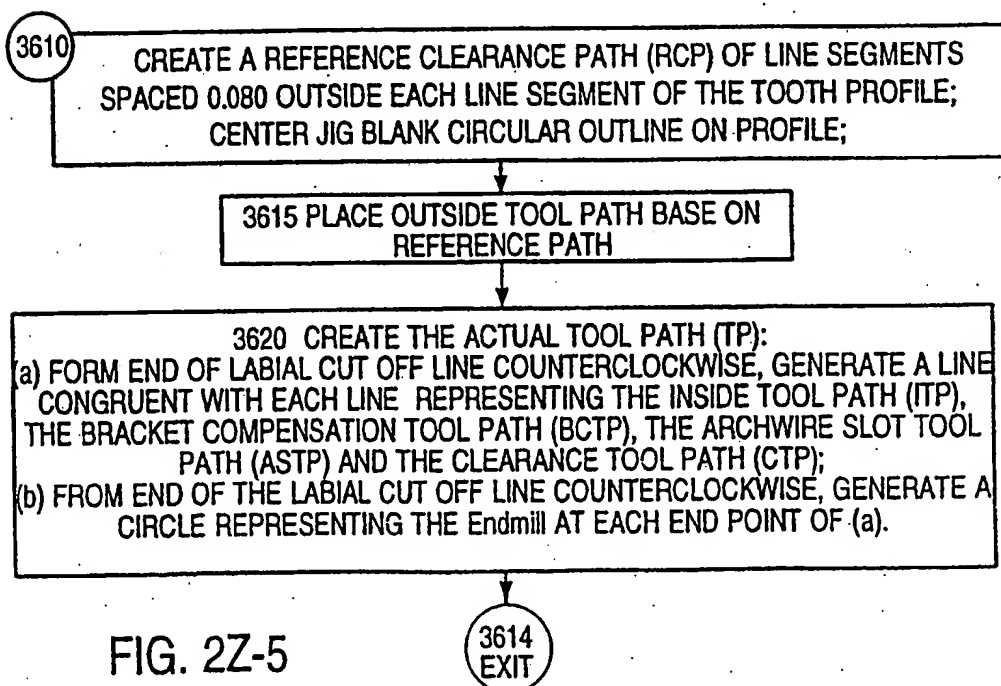 3610
CREATE A REFERENCE CLEARANCE PATH (RCP) OF LINE SEGMENTS
SPACED 0.080 OUTSIDE EACH LINE SEGMENT OF THE TOOTH PROFILE;
CENTER JIG BLANK CIRCULAR OUTLINE ON PROFILE;
3615 PLACE OUTSIDE TOOL PATH BASE ON
REFERENCE PATH
3620 CREATE THE ACTUAL TOOL PATH (TP):
(a) FORM END OF LABIAL CUT OFF LINE COUNTERCLOCKWISE, GENERATE A LINE
CONGRUENT WITH EACH LINE REPRESENTING THE INSIDE TOOL PATH (ITP),
THE BRACKET COMPENSATION TOOL PATH (BCTP), THE ARCHWIRE SLOT TOOL
PATH (ASTP) AND THE CLEARANCE TOOL PATH (CTP);
(b) FROM END OF THE LABIAL CUT OFF LINE COUNTERCLOCKWISE, GENERATE A
CIRCLE REPRESENTING THE Endmill AT EACH END POINT OF (a).
FIG. 2Z-5
3614
EXIT